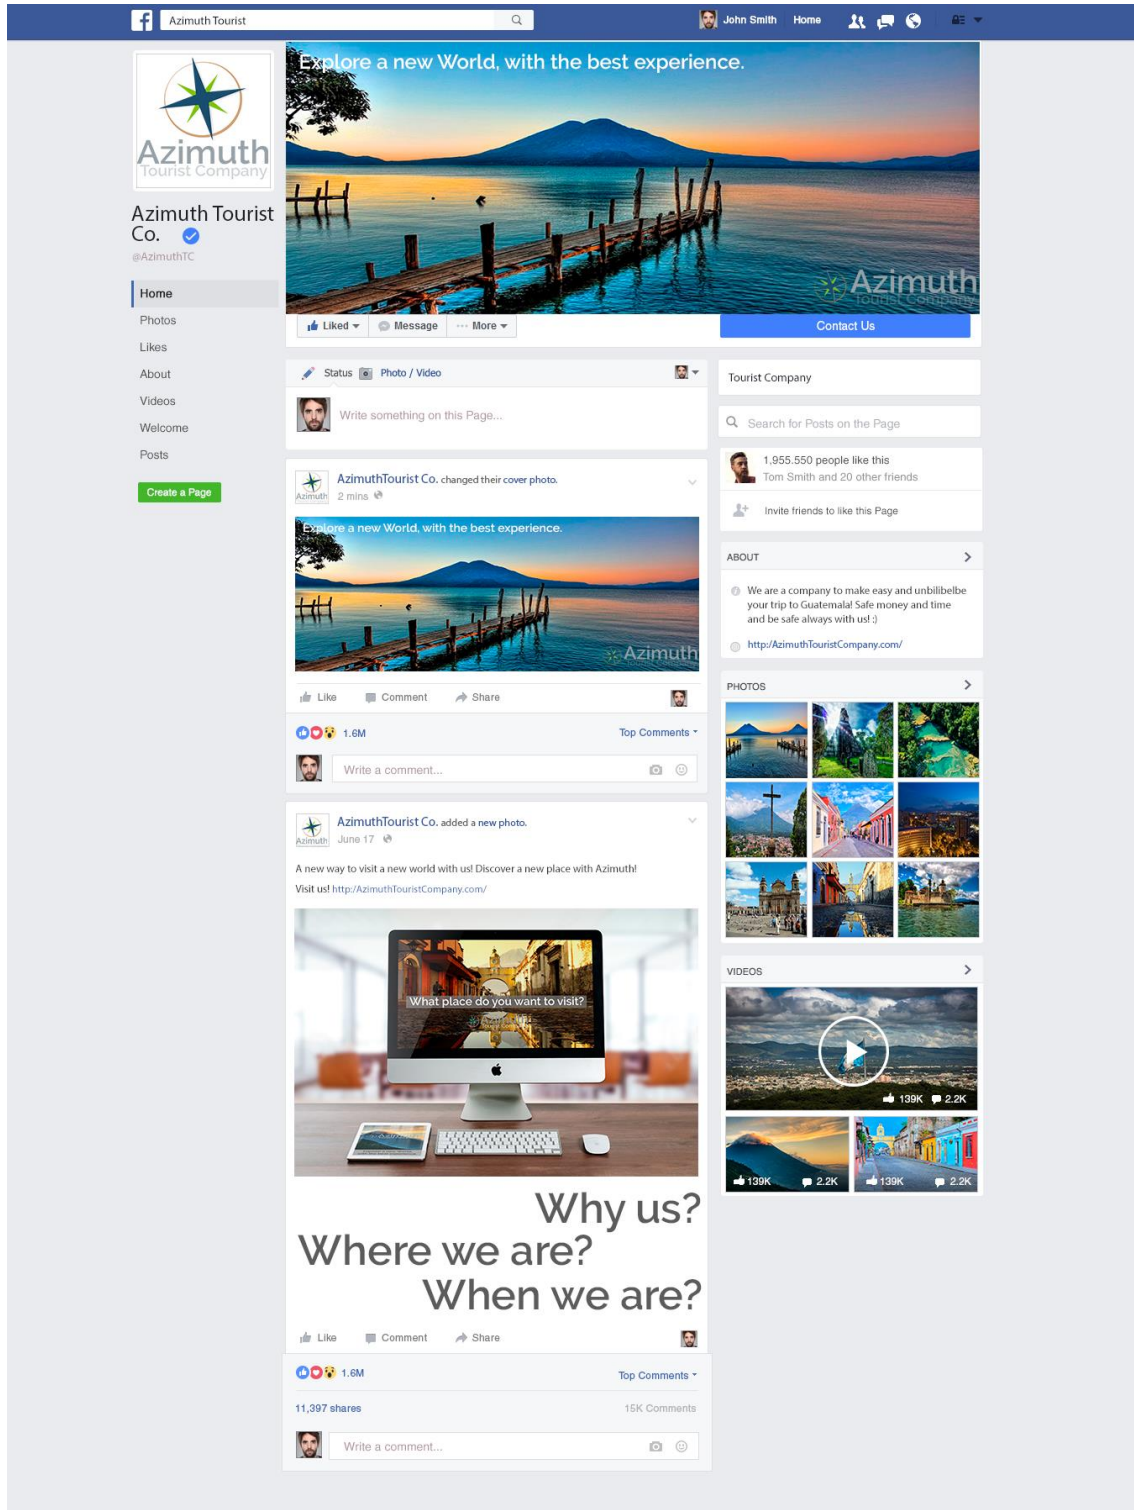 Azimuth Tourist
John Smith
Home
Azimuth
Tourist Company
Azimuth Tourist
Co.
@AzimuthTC
Home
Photos
Likes
About
Videos
Welcome
Posts
Create a Page
Explore a new World, with the best experience.
Azimuth
Tourist Company
Liked
Message
More
Contact Us
Status
Photo / Video
Write something on this Page...
Azimuth
AzimuthTourist Co. changed their cover photo.
2 mins
Explore a new World, with the best experience.
Azimuth
Like
Comment
Share
1.6M
Top Comments
Write a comment...
Azimuth
AzimuthTourist Co. added a new photo.
June 17
A new way to visit a new world with us! Discover a new place with Azimuth!
Visit us! http:/AzimuthTouristCompany.com/
What place do you want to visit?
Why us?
Where we are?
When we are?
Like
Comment
Share
1.6M
Top Comments
11,397 shares
15K Comments
Write a comment...
Tourist Company
Search for Posts on the Page
1,955.550 people like this
Tom Smith and 20 other friends
Invite friends to like this Page
ABOUT
We are a company to make easy and unbilibelbe
your trip to Guatemala! Safe money and time
and be safe always with us! :)
http:/AzimuthTouristCompany.com/
PHOTOS
VIDEOS
139K
2.2K
139K
2.2K
139K
2.2K